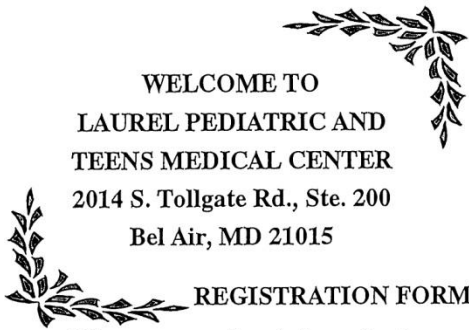 WELCOME TO
LAUREL PEDIATRIC AND
TEENS MEDICAL CENTER
2014 S. Tollgate Rd., Ste. 200
Bel Air, MD 21015
REGISTRATION FORM